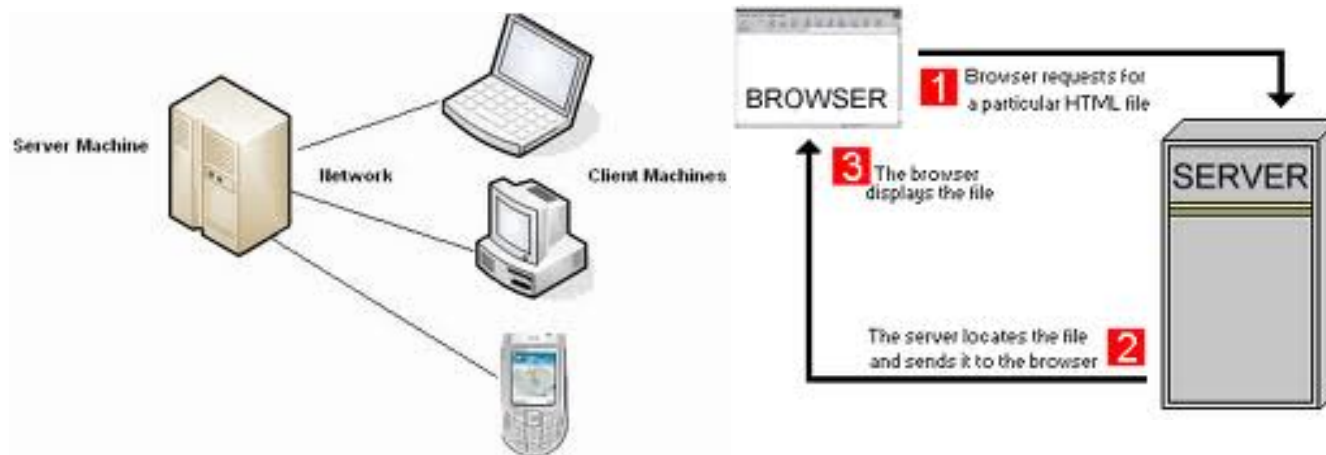 Server Machine
Network
Client Machines
BROWSER
1
Browser requests for
a particular HTML file
SERVER
3
The browser
displays the file
The server locates the file
and sends it to the browser
2